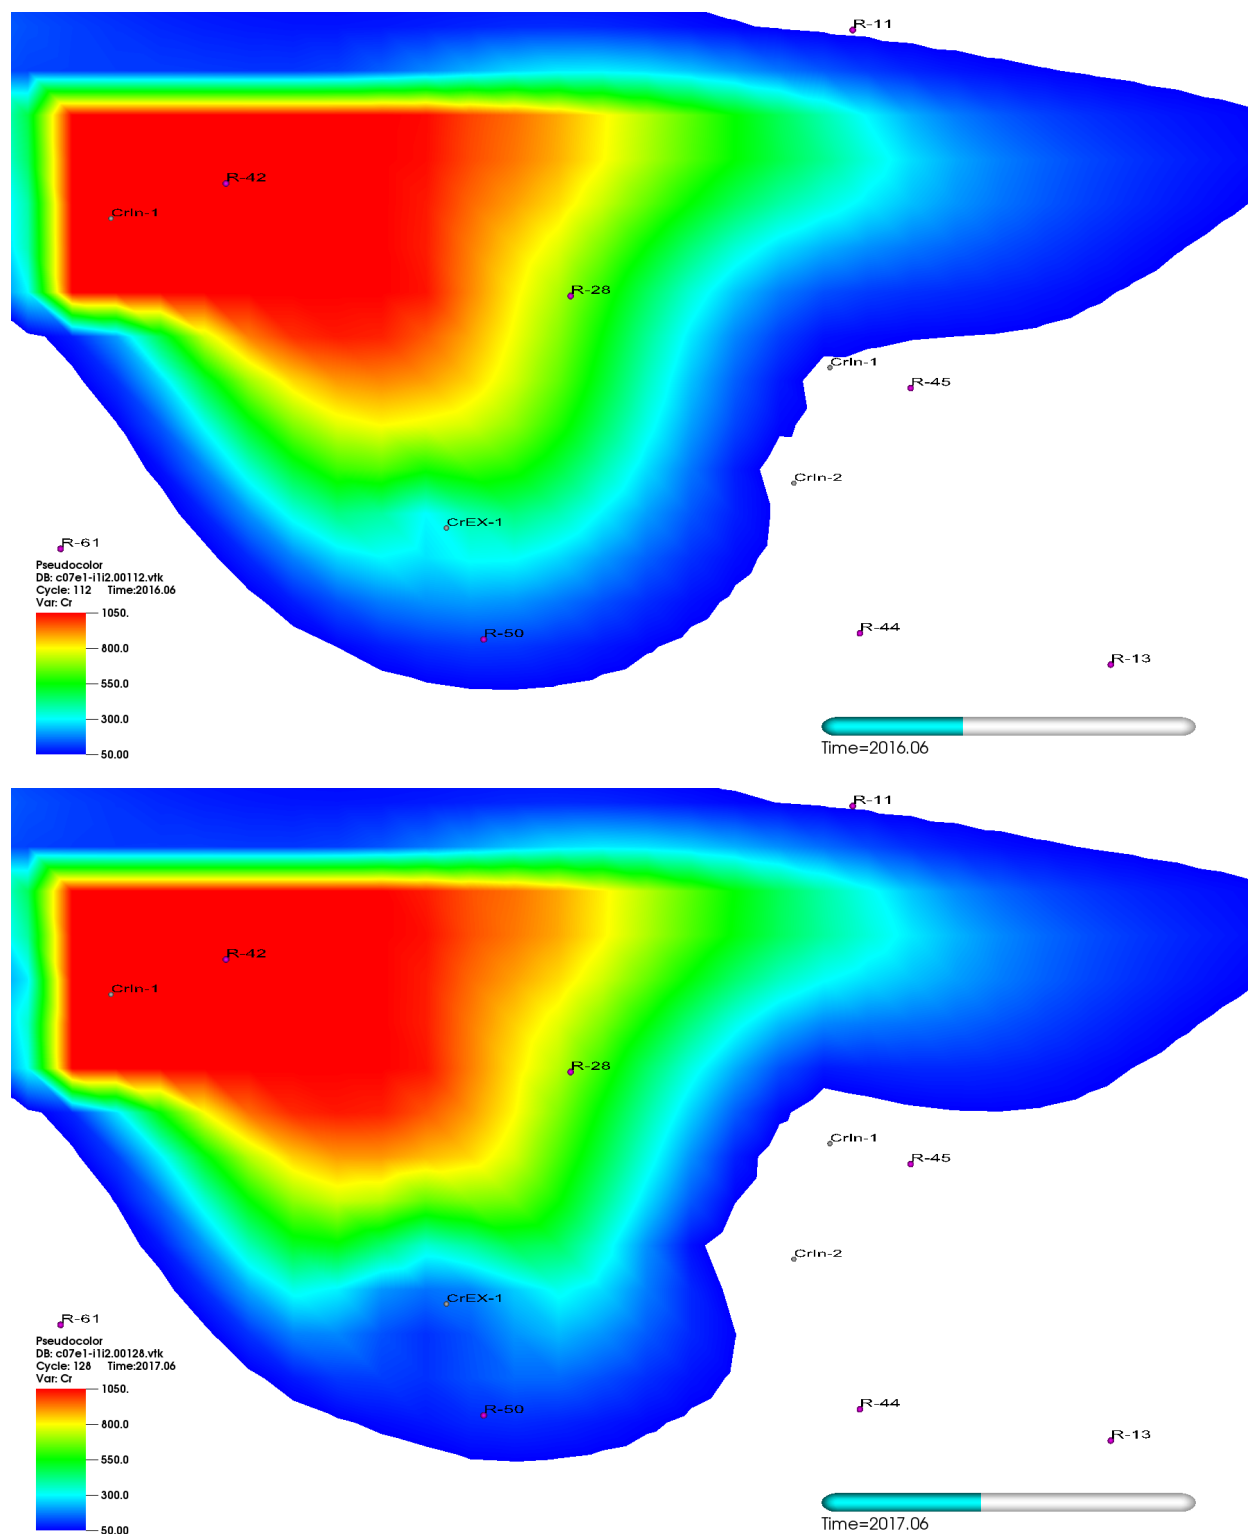 R-11
R-42
CrIn-1
R-28
CrIn-1
R-45
CrIn-2
CrEX-1
R-61
Pseudocolor
DB: c07e1-i1i2.00112.vtk
Cycle: 112 Time:2016.06
Var: Cr
1050.
800.0
550.0
300.0
50.00
R-50
R-44
R-13
Time=2016.06
R-11
R-42
CrIn-1
R-28
CrIn-1
R-45
CrIn-2
CrEX-1
R-61
Pseudocolor
DB: c07e1-i1i2.00128.vtk
Cycle: 128 Time:2017.06
Var: Cr
1050.
800.0
550.0
300.0
50.00
R-50
R-44
R-13
Time=2017.06